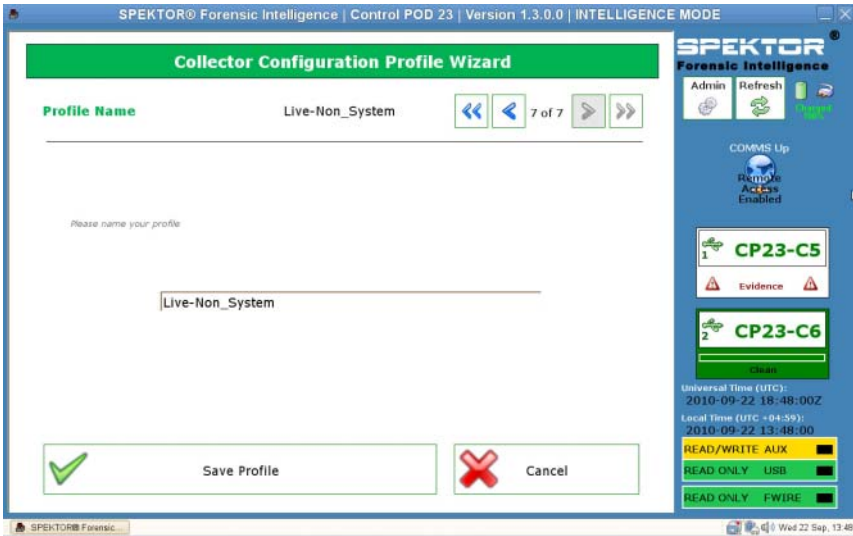 SPEKTOR® Forensic Intelligence | Control POD 23 | Version 1.3.0.0 | INTELLIGENCE MODE
Collector Configuration Profile Wizard
Profile Name
Live-Non_System
7 of 7
Please name your profile
Live-Non_System
Save Profile
Cancel
SPEKTOR®
Forensic Intelligence
Admin
Refresh
COMMS Up
Remote
Access
Enabled
1
CP23-C5
Evidence
2
CP23-C6
Clean
Universal Time (UTC):
2010-09-22 18:48:00Z
Local Time (UTC +04:59):
2010-09-22 13:48:00
READ/WRITE AUX
READ ONLY USB
READ ONLY FWIRE
SPEKTOR® Forensic...
Wed 22 Sep, 13:48